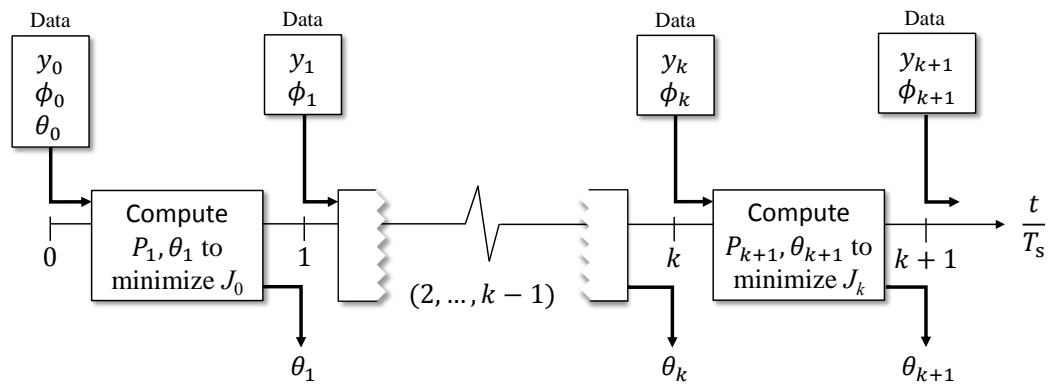 Data
y₀
ϕ₀
θ₀
Data
y₁
ϕ₁
Data
yₖ
ϕₖ
Data
yₖ₊₁
ϕₖ₊₁
0
Compute
P₁, θ₁ to
minimize J₀
1
(2, …, k − 1)
k
Compute
Pₖ₊₁, θₖ₊₁ to
minimize Jₖ
k + 1
t
Tₛ
θ₁
θₖ
θₖ₊₁